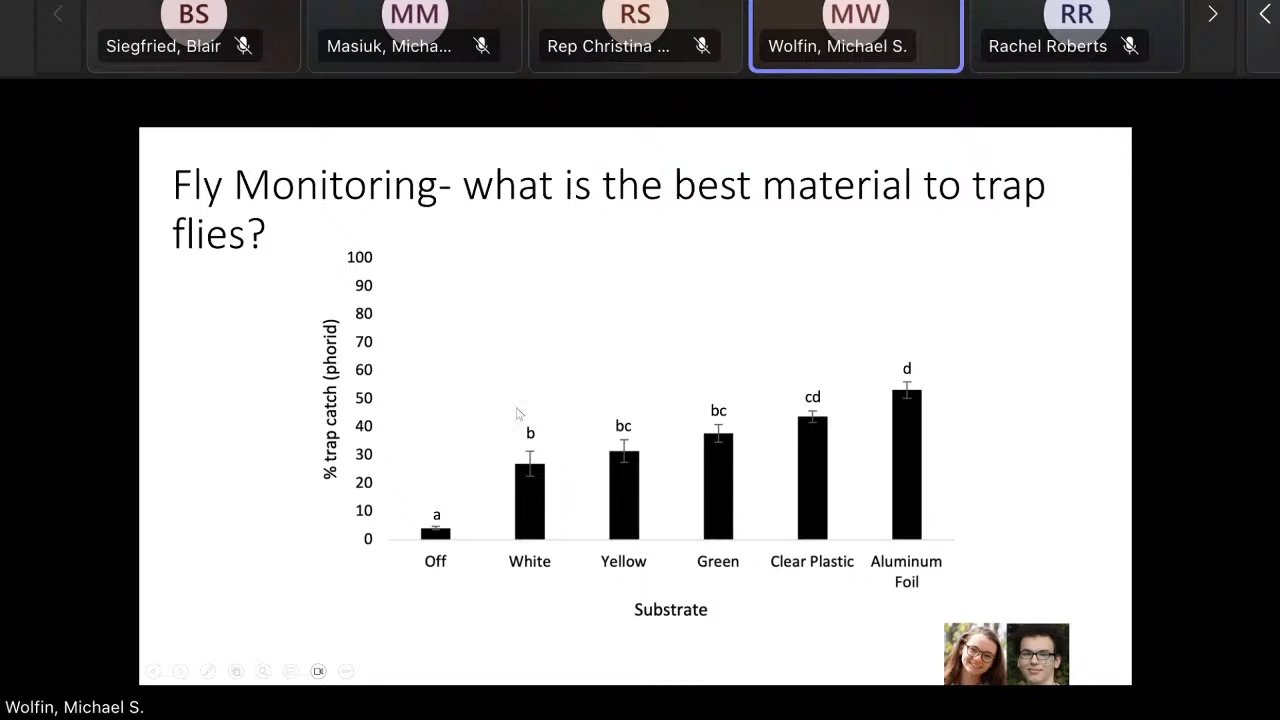 BS
MM
RS
MW
RR
Siegfried, Blair
Masiuk, Micha...
Rep Christina ...
Wolfin, Michael S.
Rachel Roberts
Fly Monitoring- what is the best material to trap
flies?
100
90
80
70
60
50
40
30
20
10
0
% trap catch (phorid)
a
b
bc
bc
cd
d
Off
White
Yellow
Green
Clear Plastic
Aluminum
Foil
Substrate
Wolfin, Michael S.